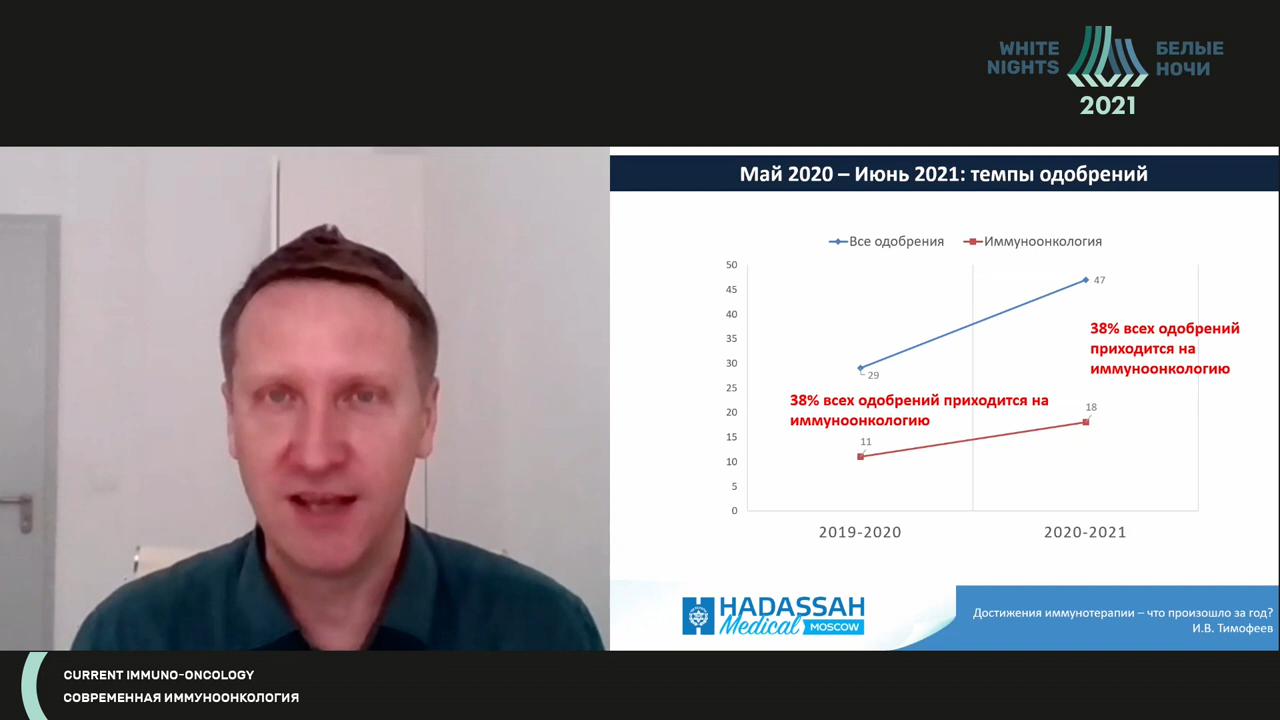 WHITE
NIGHTS
БЕЛЫЕ
НОЧИ
2021
Май 2020 – Июнь 2021: темпы одобрений
Все одобрения
Иммуноонкология
50
45
40
35
30
25
20
15
10
5
0
47
29
18
11
38% всех одобрений
приходится на
иммуноонкологию
38% всех одобрений приходится на
иммуноонкологию
2019-2020
2020-2021
HADASSAH
Medical
MOSCOW
Достижения иммунотерапии – что произошло за год?
И.В. Тимофеев
CURRENT IMMUNO-ONCOLOGY
СОВРЕМЕННАЯ ИММУНООНКОЛОГИЯ